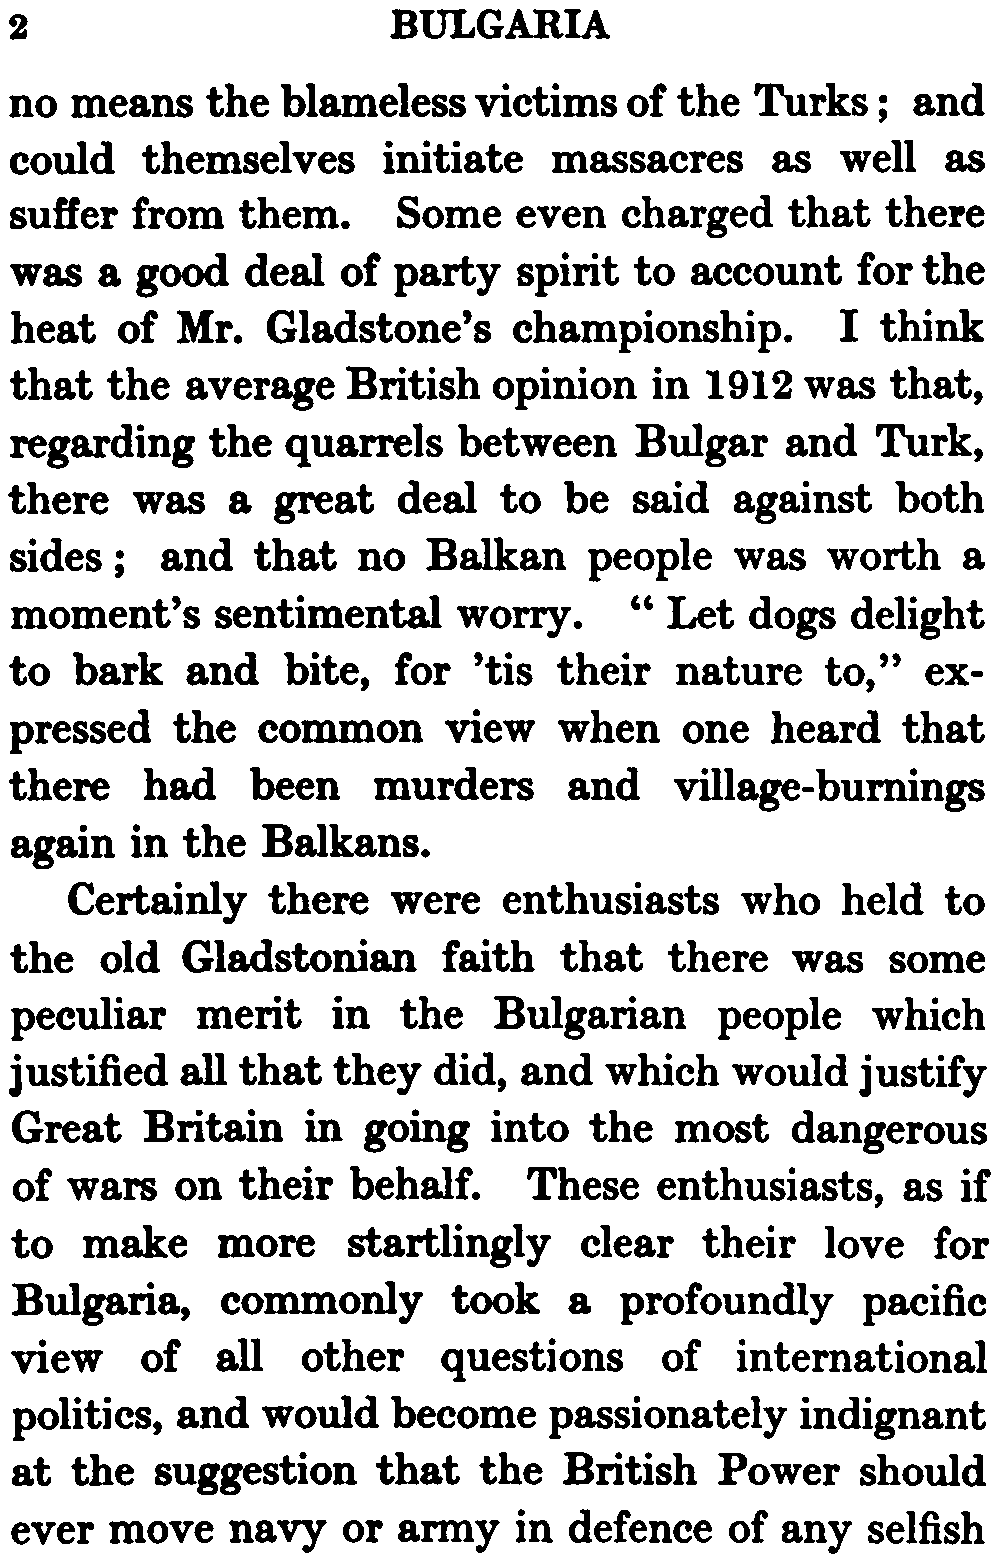 2 BULGARIA
no means the blameless victims of the Turks ; and
could themselves initiate massacres as well as
suffer from them. Some even charged that there
was a good deal of party spirit to account for the
heat of Mr. Gladstone’s championship. I think
that the average British opinion in 1912 was that,
regarding the quarrels between Bulgar and Turk,
there was a great deal to be said against both
sides ; and that no Balkan people was worth a
moment’s sentimental worry. “ Let dogs delight
to bark and bite, for ’tis their nature to,” ex-
pressed the common view when one heard that
there had been murders and village-burnings
again in the Balkans.
Certainly there were enthusiasts who held to
the old Gladstonian faith that there was some
peculiar merit in the Bulgarian people which
justified all that they did, and which would justify
Great Britain in going into the most dangerous
of wars on their behalf. These enthusiasts, as if
to make more startlingly clear their love for
Bulgaria, commonly took a profoundly pacific
view of all other questions of international
politics, and would become passionately indignant
at the suggestion that the British Power should
ever move navy or army in defence of any selfish